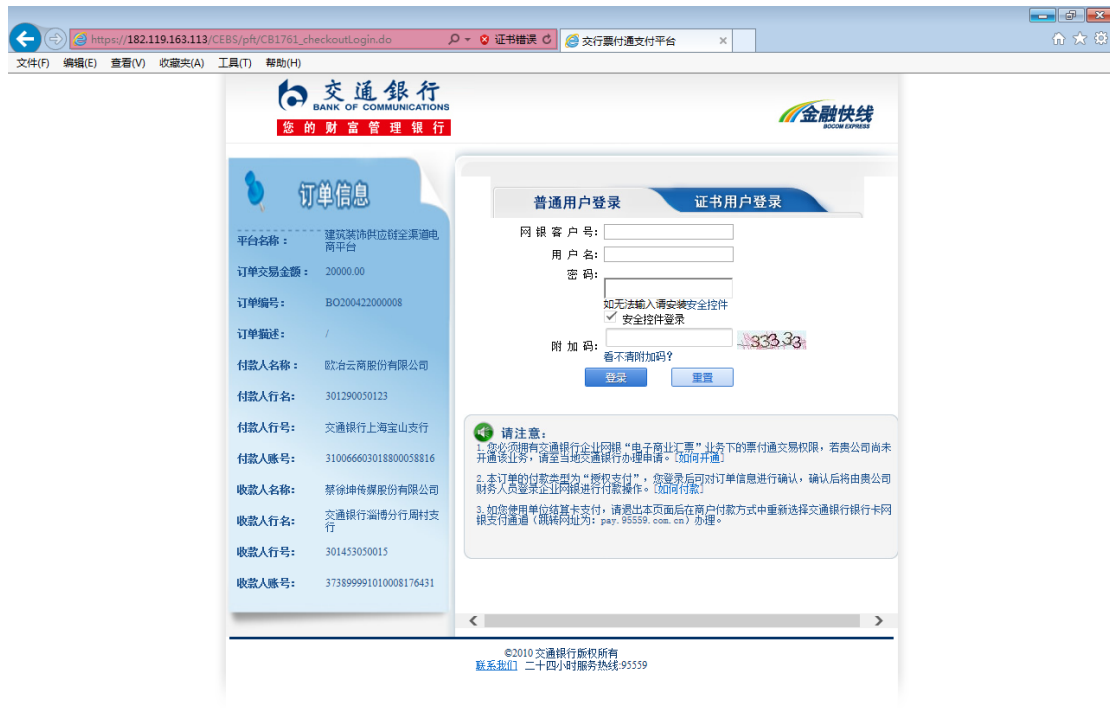 https://182.119.163.113/CEBS/pft/CB1761_checkoutLogin.do
证书错误
交行票付通支付平台
文件(F) 编辑(E) 查看(V) 收藏夹(A) 工具(T) 帮助(H)
交通银行
BANK OF COMMUNICATIONS
您的财富管理银行
金融快线
BOCOM EXPRESS
订单信息
平台名称： 建筑装饰供应链全渠道电
商平台
订单交易金额： 20000.00
订单编号： BO200422000008
订单描述： /
付款人名称： 欧冶云商股份有限公司
付款人行名： 301290050123
付款人行号： 交通银行上海宝山支行
付款人账号： 310066603018800058816
收款人名称： 蔡徐坤传媒股份有限公司
收款人行名： 交通银行淄博分行周村支
行
收款人行号： 301453050015
收款人账号： 373899991010008176431
普通用户登录 证书用户登录
网银客户号:
用户名:
密码:
如无法输入请安装安全控件
安全控件登录
附加码: 33333
看不清附加码?
登录 重置
请注意：
1.您必须拥有交通银行企业网银“电子商业汇票”业务下的票付通交易权限，若贵公司尚未
开通该业务，请至当地交通银行办理申请。[如何开通]
2.本订单的付款类型为“授权支付”，您登录后可对订单信息进行确认，确认后将由贵公司
财务人员登录企业网银进行付款操作。[如何付款]
3.如您使用单位结算卡支付，请退出本页面后在商户付款方式中重新选择交通银行银行卡网
银支付通道（跳转网址为：pay.95559.com.cn）办理。
©2010 交通银行版权所有
联系我们 二十四小时服务热线:95559